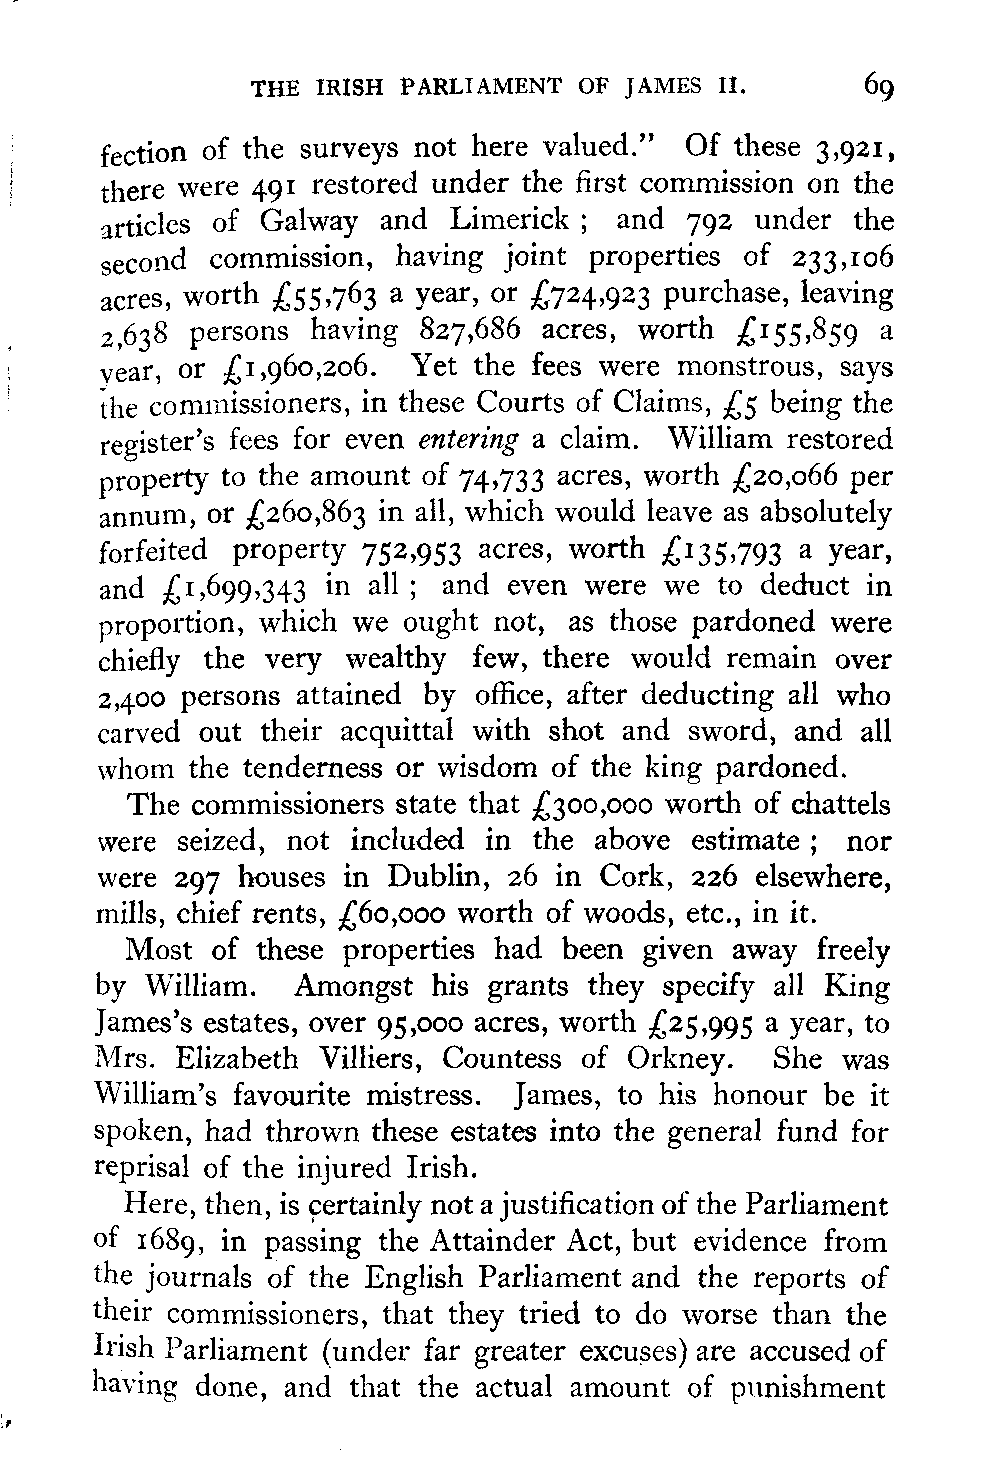 THE IRISH PARLIAMENT OF JAMES II. 69
fection of the surveys not here valued." Of these 3,921,
there were 491 restored under the first commission on the
articles of Galway and Limerick ; and 792 under the
second commission, having joint properties of 233,106
acres, worth £55,763 a year, or £724,923 purchase, leaving
2,638 persons having 827,686 acres, worth £155,859 a
year, or £1,960,206. Yet the fees were monstrous, says
the commissioners, in these Courts of Claims, £5 being the
register's fees for even entering a claim. William restored
property to the amount of 74,733 acres, worth £20,066 per
annum, or £260,863 in all, which would leave as absolutely
forfeited property 752,953 acres, worth £135,793 a year,
and £1,699,343 in all ; and even were we to deduct in
proportion, which we ought not, as those pardoned were
chiefly the very wealthy few, there would remain over
2,400 persons attained by office, after deducting all who
carved out their acquittal with shot and sword, and all
whom the tenderness or wisdom of the king pardoned.
The commissioners state that £300,000 worth of chattels
were seized, not included in the above estimate ; nor
were 297 houses in Dublin, 26 in Cork, 226 elsewhere,
mills, chief rents, £60,000 worth of woods, etc., in it.
Most of these properties had been given away freely
by William. Amongst his grants they specify all King
James's estates, over 95,000 acres, worth £25,995 a year, to
Mrs. Elizabeth Villiers, Countess of Orkney. She was
William's favourite mistress. James, to his honour be it
spoken, had thrown these estates into the general fund for
reprisal of the injured Irish.
Here, then, is certainly not a justification of the Parliament
of 1689, in passing the Attainder Act, but evidence from
the journals of the English Parliament and the reports of
their commissioners, that they tried to do worse than the
Irish Parliament (under far greater excuses) are accused of
having done, and that the actual amount of punishment